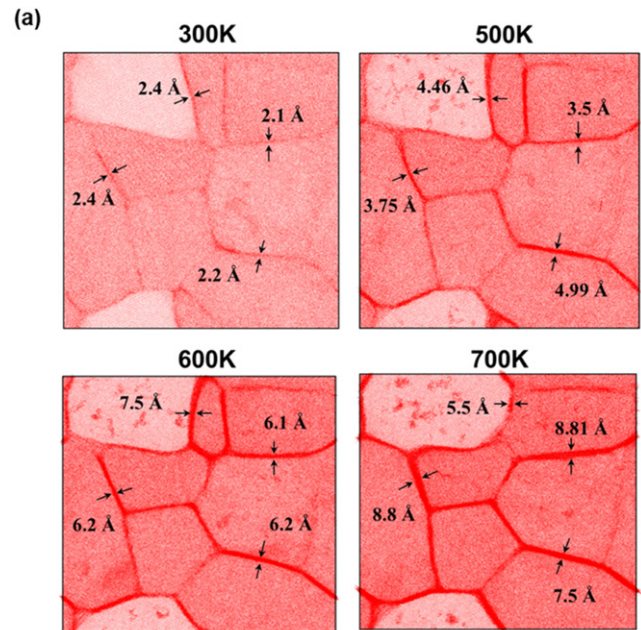 (a)
300K
2.4 Å
2.1 Å
2.4 Å
2.2 Å
500K
4.46 Å
3.5 Å
3.75 Å
4.99 Å
600K
7.5 Å
6.1 Å
6.2 Å
6.2 Å
700K
5.5 Å
8.81 Å
8.8 Å
7.5 Å